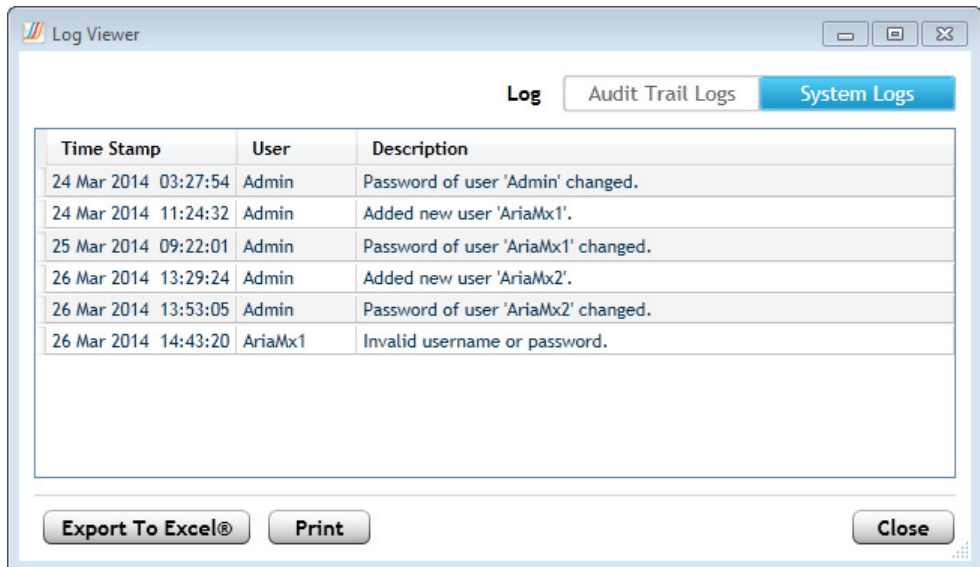 Log Viewer
Log Audit Trail Logs System Logs
Time Stamp User Description
24 Mar 2014 03:27:54 Admin Password of user 'Admin' changed.
24 Mar 2014 11:24:32 Admin Added new user 'AriaMx1'.
25 Mar 2014 09:22:01 Admin Password of user 'AriaMx1' changed.
26 Mar 2014 13:29:24 Admin Added new user 'AriaMx2'.
26 Mar 2014 13:53:05 Admin Password of user 'AriaMx2' changed.
26 Mar 2014 14:43:20 AriaMx1 Invalid username or password.
Export To Excel® Print Close